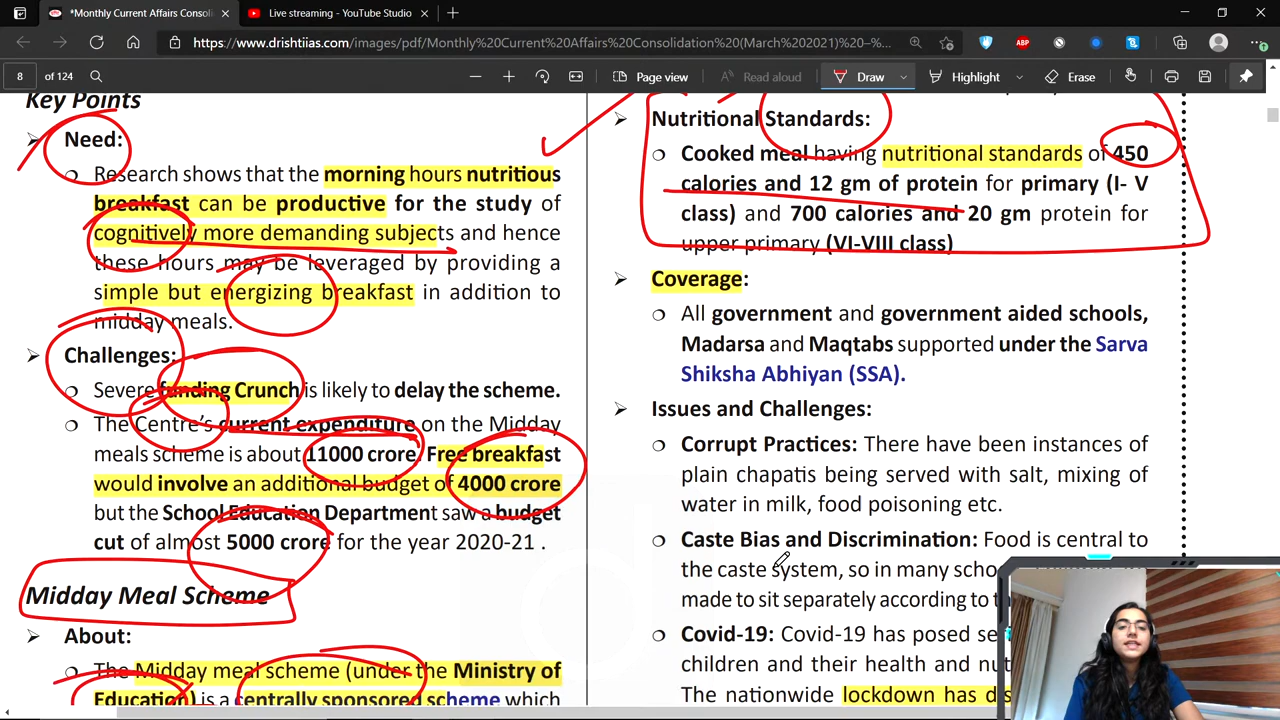 *Monthly Current Affairs Consoli
Live streaming - YouTube Studio
https://www.drishtiias.com/images/pdf/Monthly%20Current%20Affairs%20Consolidation%20(March%202021)%20–%...
ABP
8 of 124
Page view
Read aloud
Draw
Highlight
Erase
Key Points
Need:
Research shows that the morning hours nutritious
breakfast can be productive for the study of
cognitively more demanding subjects and hence
these hours may be leveraged by providing a
simple but energizing breakfast in addition to
midday meals.
Challenges:
Severe funding Crunch is likely to delay the scheme.
The Centre's current expenditure on the Midday
meals scheme is about 11000 crore. Free breakfast
would involve an additional budget of 4000 crore
but the School Education Department saw a budget
cut of almost 5000 crore for the year 2020-21 .
Midday Meal Scheme
About:
The Midday meal scheme (under the Ministry of
Education) is a centrally sponsored scheme which
Nutritional Standards:
Cooked meal having nutritional standards of 450
calories and 12 gm of protein for primary (I- V
class) and 700 calories and 20 gm protein for
upper primary (VI-VIII class)
Coverage:
All government and government aided schools,
Madarsa and Maqtabs supported under the Sarva
Shiksha Abhiyan (SSA).
Issues and Challenges:
Corrupt Practices: There have been instances of
plain chapatis being served with salt, mixing of
water in milk, food poisoning etc.
Caste Bias and Discrimination: Food is central to
the caste system, so in many
made to sit separately according to
Covid-19: Covid-19 has posed
children and their health and
The nationwide lockdown has